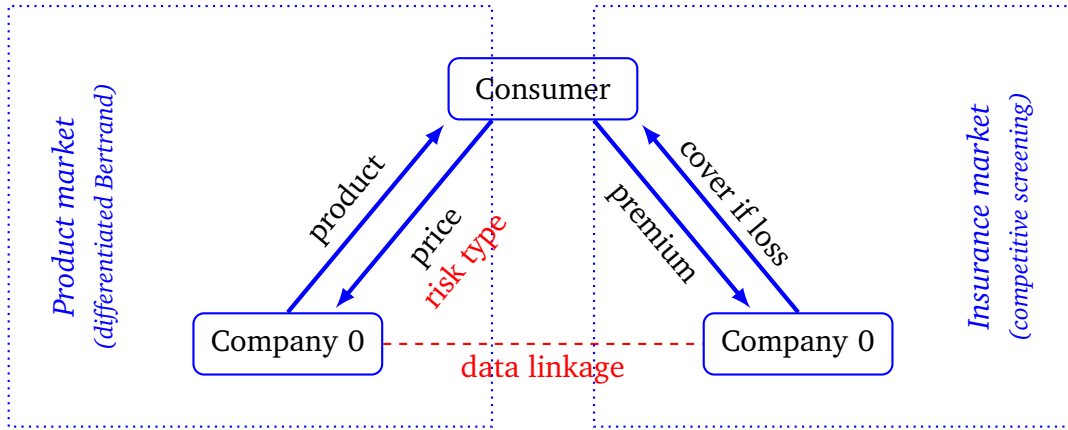 Product market
(differentiated Bertrand)
Consumer
product
price
risk type
premium
cover if loss
Insurance market
(competitive screening)
Company 0
data linkage
Company 0